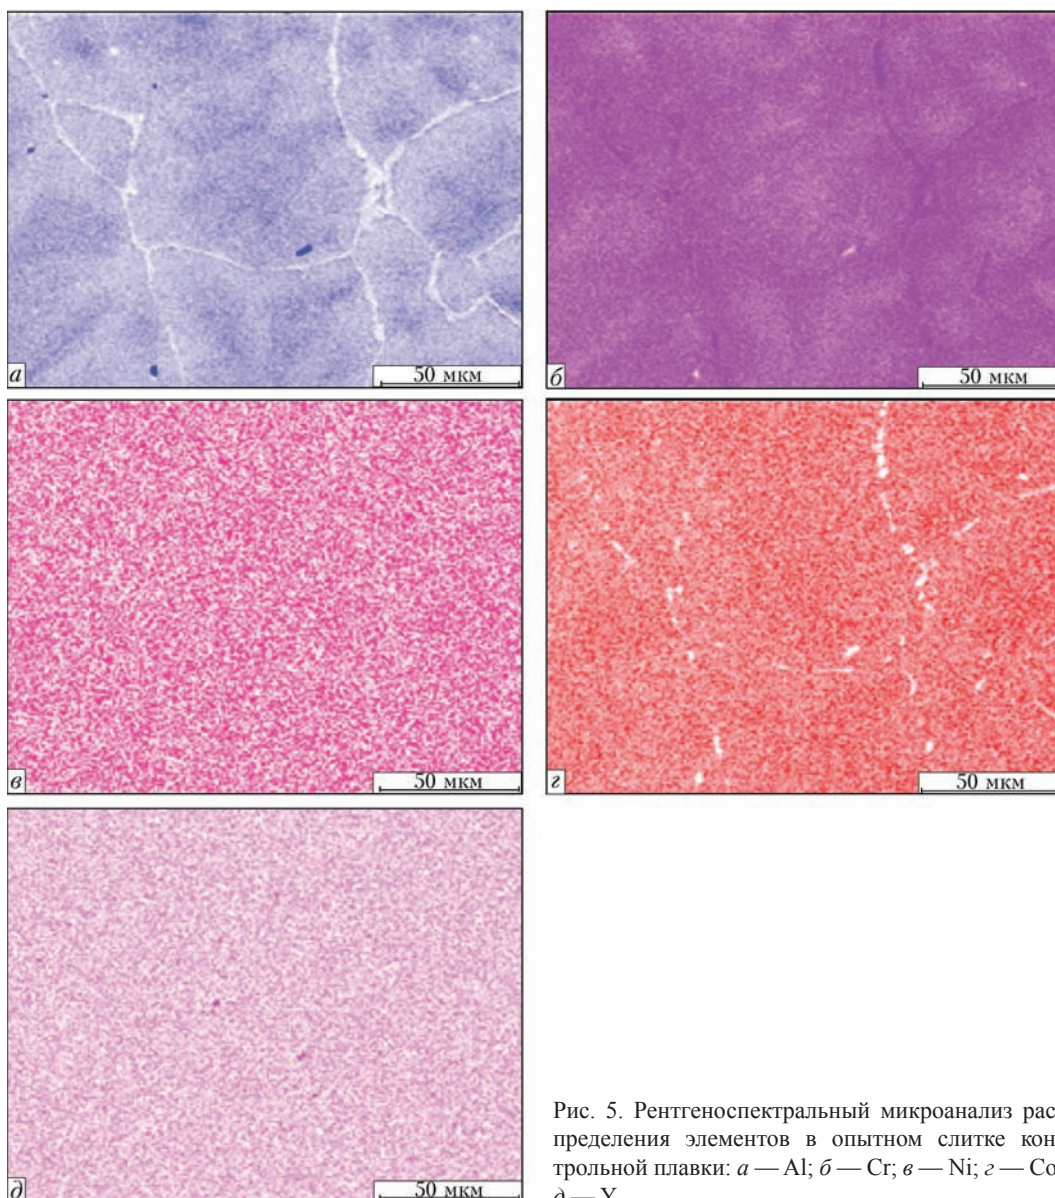 а
50 мкм
б
50 мкм
в
50 мкм
г
50 мкм
д
50 мкм
Рис. 5. Рентгеноспектральный микроанализ рас-
пределения элементов в опытном слитке кон-
трольной плавки: а — Al; б — Cr; в — Ni; г — Co
д — Y